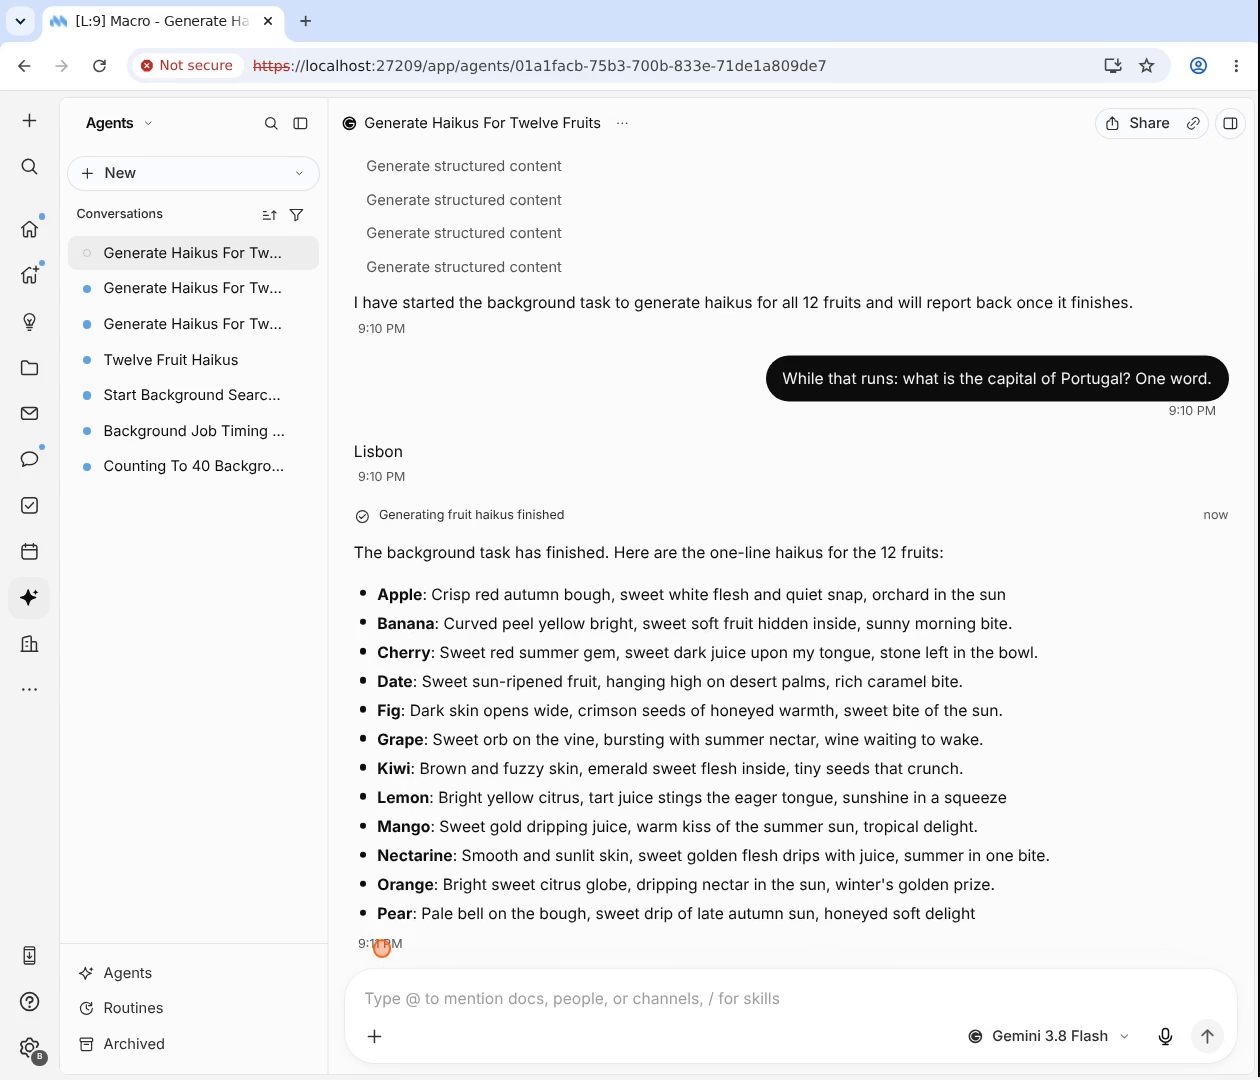 [L:9] Macro - Generate Ha
Not secure
https://localhost:27209/app/agents/01a1facb-75b3-700b-833e-71de1a809de7
Agents
Generate Haikus For Twelve Fruits
Share
New
Conversations
Generate Haikus For Tw...
Generate Haikus For Tw...
Generate Haikus For Tw...
Twelve Fruit Haikus
Start Background Searc...
Background Job Timing ...
Counting To 40 Backgro...
Agents
Routines
Archived
B
Generate structured content
Generate structured content
Generate structured content
Generate structured content
I have started the background task to generate haikus for all 12 fruits and will report back once it finishes.
9:10 PM
While that runs: what is the capital of Portugal? One word.
9:10 PM
Lisbon
9:10 PM
Generating fruit haikus finished now
The background task has finished. Here are the one-line haikus for the 12 fruits:
Apple: Crisp red autumn bough, sweet white flesh and quiet snap, orchard in the sun
Banana: Curved peel yellow bright, sweet soft fruit hidden inside, sunny morning bite.
Cherry: Sweet red summer gem, sweet dark juice upon my tongue, stone left in the bowl.
Date: Sweet sun-ripened fruit, hanging high on desert palms, rich caramel bite.
Fig: Dark skin opens wide, crimson seeds of honeyed warmth, sweet bite of the sun.
Grape: Sweet orb on the vine, bursting with summer nectar, wine waiting to wake.
Kiwi: Brown and fuzzy skin, emerald sweet flesh inside, tiny seeds that crunch.
Lemon: Bright yellow citrus, tart juice stings the eager tongue, sunshine in a squeeze
Mango: Sweet gold dripping juice, warm kiss of the summer sun, tropical delight.
Nectarine: Smooth and sunlit skin, sweet golden flesh drips with juice, summer in one bite.
Orange: Bright sweet citrus globe, dripping nectar in the sun, winter's golden prize.
Pear: Pale bell on the bough, sweet drip of late autumn sun, honeyed soft delight
9:11 PM
Type @ to mention docs, people, or channels, / for skills
Gemini 3.8 Flash